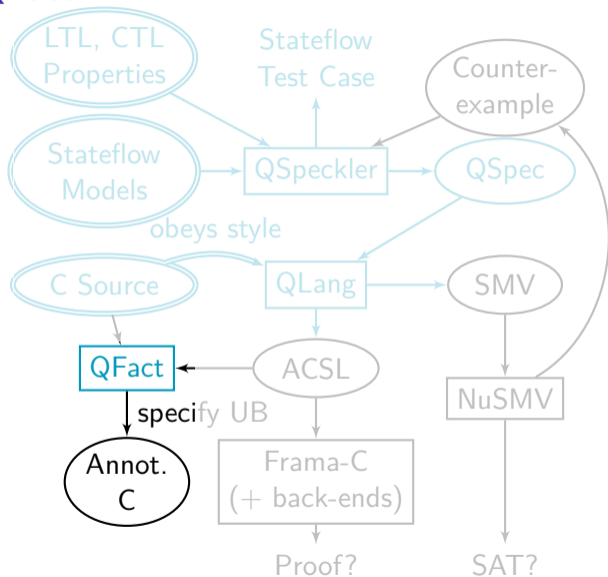 LTL, CTL
Properties
Stateflow
Test Case
Counter-
example
Stateflow
Models
QSpeckler
QSpec
obeys style
C Source
QLang
SMV
QFact
ACSL
NuSMV
specify UB
Annot.
C
Frama-C
(+ back-ends)
Proof?
SAT?